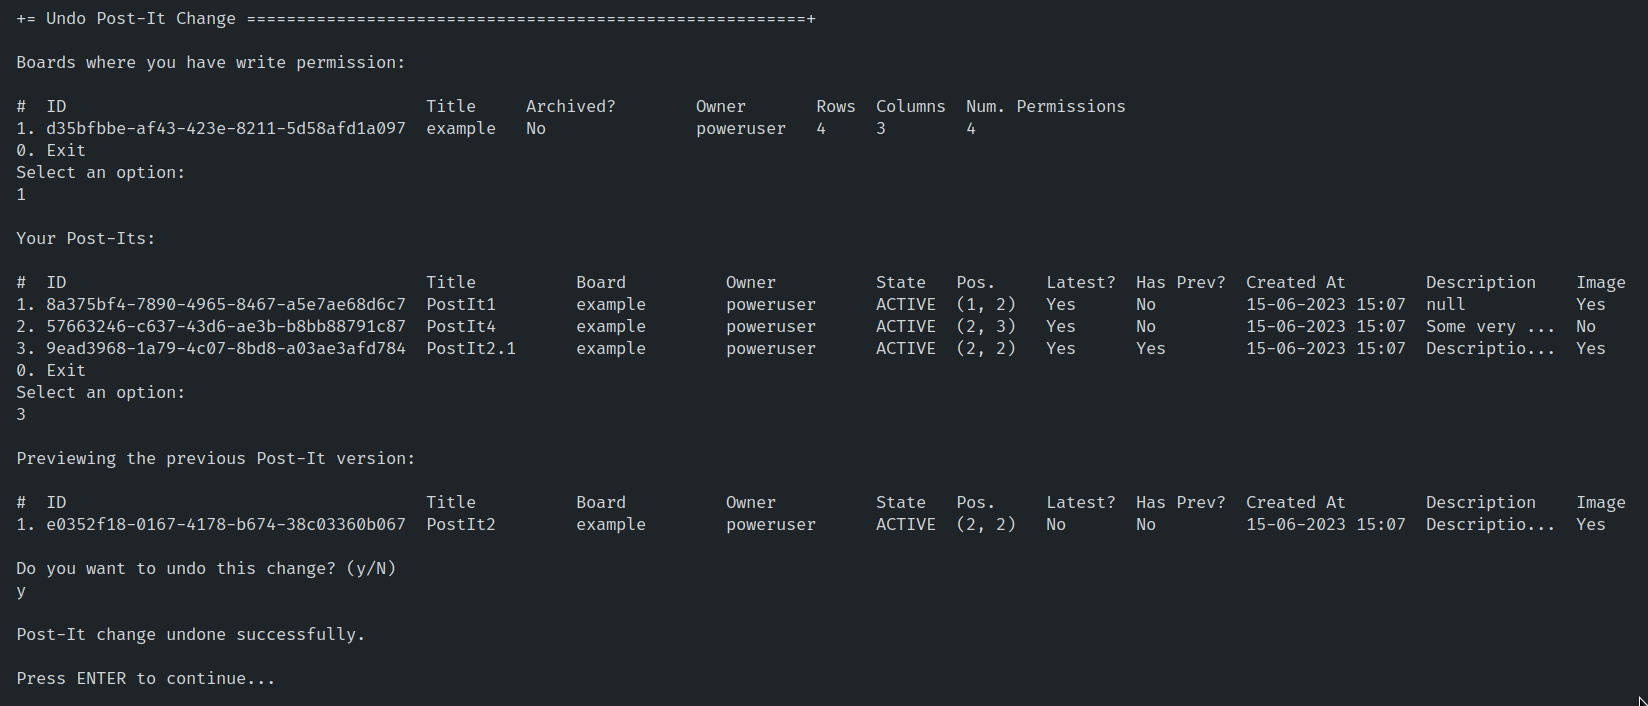 += Undo Post-It Change ========================================================+
Boards where you have write permission:
#  ID                                    Title     Archived?        Owner       Rows  Columns  Num. Permissions
1. d35bfbbe-af43-423e-8211-5d58afd1a097  example   No               poweruser   4     3        4
0. Exit
Select an option:
1
Your Post-Its:
#  ID                                    Title          Board          Owner          State   Pos.     Latest?  Has Prev?  Created At        Description    Image
1. 8a375bf4-7890-4965-8467-a5e7ae68d6c7  PostIt1        example        poweruser      ACTIVE  (1, 2)   Yes      No         15-06-2023 15:07  null           Yes
2. 57663246-c637-43d6-ae3b-b8bb88791c87  PostIt4        example        poweruser      ACTIVE  (2, 3)   Yes      No         15-06-2023 15:07  Some very ...  No
3. 9ead3968-1a79-4c07-8bd8-a03ae3afd784  PostIt2.1      example        poweruser      ACTIVE  (2, 2)   Yes      Yes        15-06-2023 15:07  Descriptio...  Yes
0. Exit
Select an option:
3
Previewing the previous Post-It version:
#  ID                                    Title          Board          Owner          State   Pos.     Latest?  Has Prev?  Created At        Description    Image
1. e0352f18-0167-4178-b674-38c03360b067  PostIt2        example        poweruser      ACTIVE  (2, 2)   No       No         15-06-2023 15:07  Descriptio...  Yes
Do you want to undo this change? (y/N)
y
Post-It change undone successfully.
Press ENTER to continue...